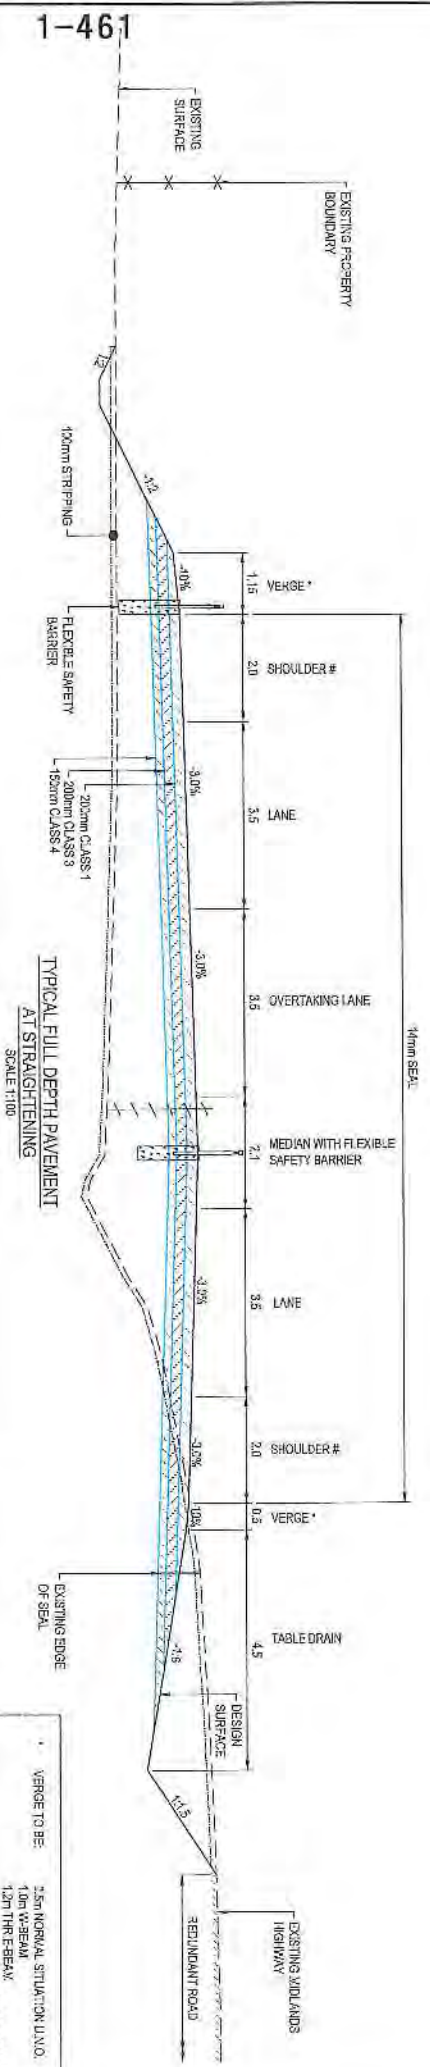 1-461
EXISTING
SURFACE
EXISTING PROPERTY
BOUNDARY
100mm STRIPPING
-1:2
-10%
1.15
VERGE *
FLEXIBLE SAFETY
BARRIER
2.0
SHOULDER #
14mm SEAL
200mm CLASS 1
200mm CLASS 3
150mm CLASS 4
-3.0%
3.5
LANE
-3.0%
3.5
OVERTAKING LANE
TYPICAL FULL DEPTH PAVEMENT
AT STRAIGHTENING
SCALE 1:100
2.1
MEDIAN WITH FLEXIBLE
SAFETY BARRIER
-3.0%
3.5
LANE
-3.0%
2.0
SHOULDER #
10%
0.5
VERGE *
EXISTING EDGE
OF SEAL
-1:6
4.5
TABLE DRAIN
DESIGN
SURFACE
1:1.5
EXISTING MIDLANDS
HIGHWAY
REDUNDANT ROAD
* VERGE TO BE:
NORMAL SITUATION U.N.O.
1.0m W-BEAM
1.2m THRIE-BEAM